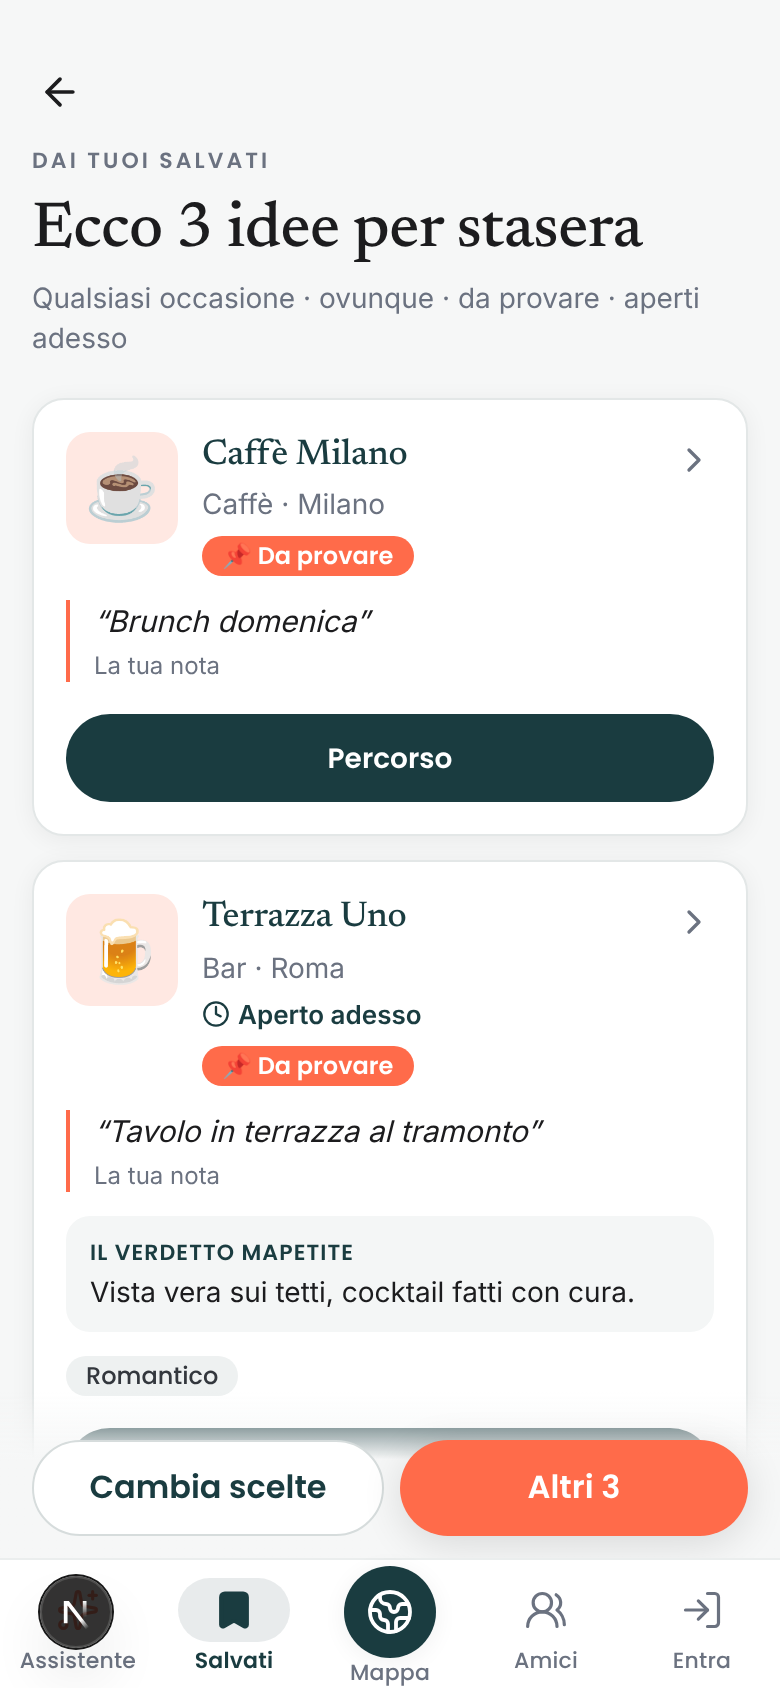 DAI TUOI SALVATI
Ecco 3 idee per stasera
Qualsiasi occasione · ovunque · da provare · aperti
adesso
Caffè Milano
Caffè · Milano
📌 Da provare
“Brunch domenica”
La tua nota
Percorso
Terrazza Uno
Bar · Roma
Aperto adesso
📌 Da provare
“Tavolo in terrazza al tramonto”
La tua nota
IL VERDETTO MAPETITE
Vista vera sui tetti, cocktail fatti con cura.
Romantico
Cambia scelte
Altri 3
N
Assistente
Salvati
Mappa
Amici
Entra